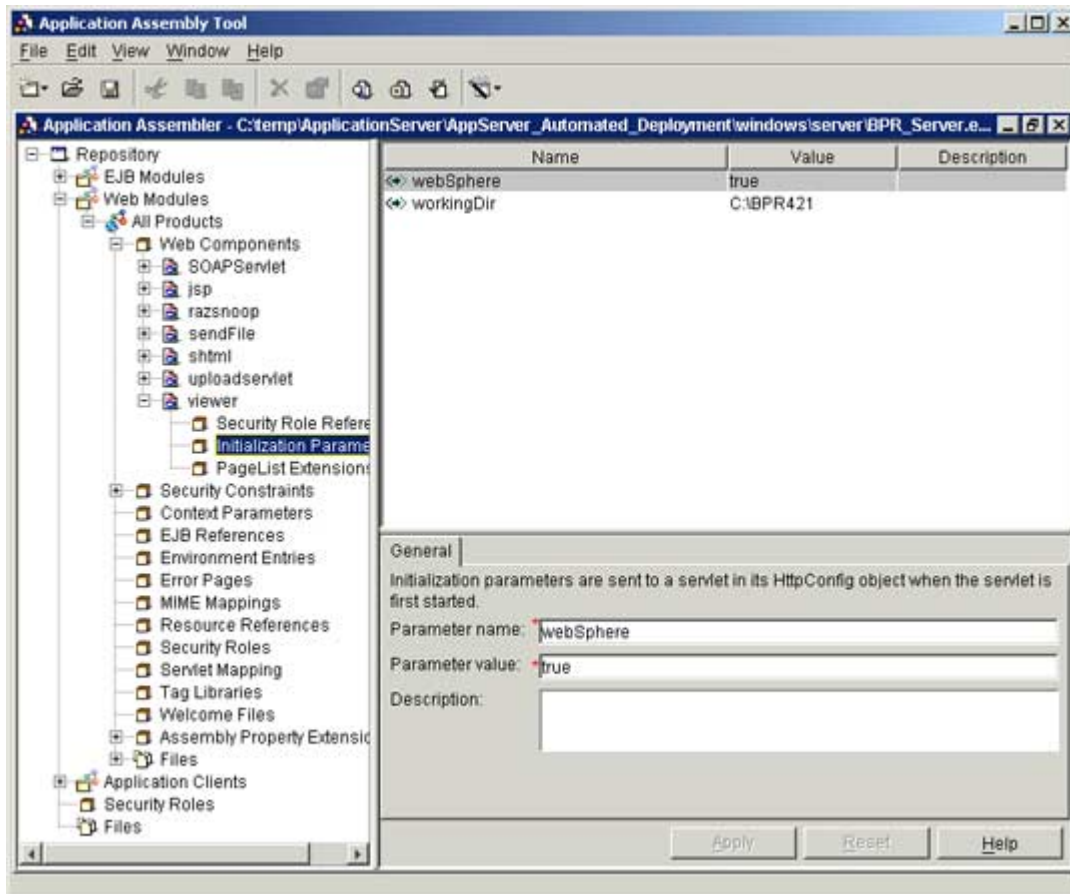 Application Assembly Tool
File Edit View Window Help
Application Assembler - C:\temp\ApplicationServer\AppServer_Automated_Deployment\windows\server\BPR_Server.e...
Repository
EJB Modules
Web Modules
All Products
Web Components
SOAPServlet
jsp
razsnoop
sendFile
shtml
uploadservlet
viewer
Security Role Refere
Initialization Parame
PageList Extensions
Security Constraints
Context Parameters
EJB References
Environment Entries
Error Pages
MIME Mappings
Resource References
Security Roles
Servlet Mapping
Tag Libraries
Welcome Files
Assembly Property Extensio
Files
Application Clients
Security Roles
Files
Name Value Description
webSphere true
workingDir C:\BPR421
General
Initialization parameters are sent to a servlet in its HttpConfig object when the servlet is
first started.
Parameter name: *webSphere
Parameter value: *true
Description:
Apply Reset Help